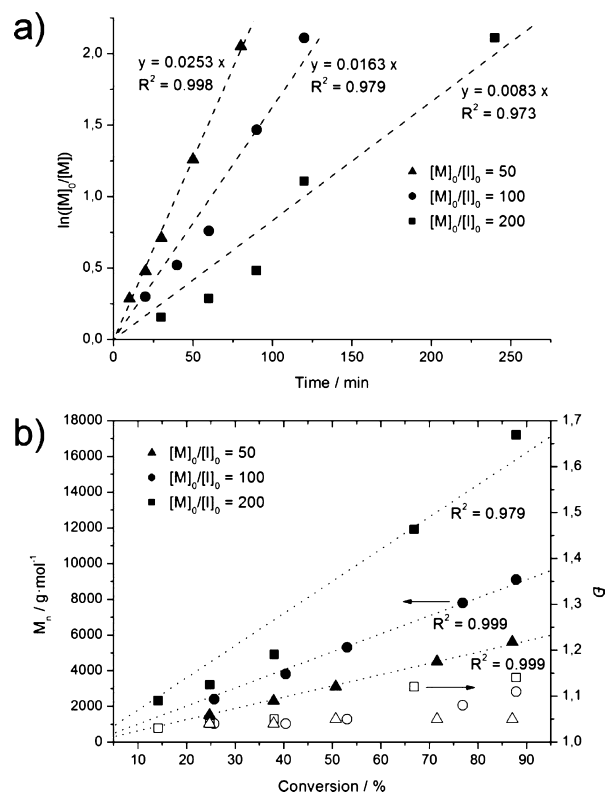 a)
2,0
1,5
1,0
0,5
0,0
ln([M]₀/[M])
y = 0.0253 x
R² = 0.998
y = 0.0163 x
R² = 0.979
y = 0.0083 x
R² = 0.973
▲ [M]₀/[I]₀ = 50
● [M]₀/[I]₀ = 100
■ [M]₀/[I]₀ = 200
0 50 100 150 200 250
Time / min
b)
18000
16000
14000
12000
10000
8000
6000
4000
2000
0
Mₙ / g·mol⁻¹
▲ [M]₀/[I]₀ = 50
● [M]₀/[I]₀ = 100
■ [M]₀/[I]₀ = 200
R² = 0.979
R² = 0.999
R² = 0.999
1,7
1,6
1,5
1,4
1,3
1,2
1,1
1,0
Đ
10 20 30 40 50 60 70 80 90
Conversion / %